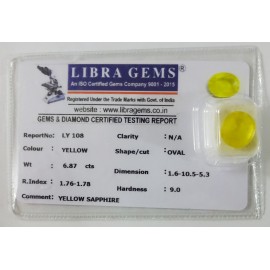 LIBRA GEMS
An ISO Certified Gems Company 9001 - 2015
Registered Under the Trade Marks with Govt. of India
website : www.libragems.co.in
GEMS & DIAMOND CERTIFIED TESTING REPORT
ReportNo: LY 108
Clarity : N/A
Colour : YELLOW
Shape/cut : OVAL
Wt : 6.87 cts
Dimension : 1.6-10.5-5.3
R.Index : 1.76-1.78
Hardness : 9.0
Comment: YELLOW SAPPHIRE